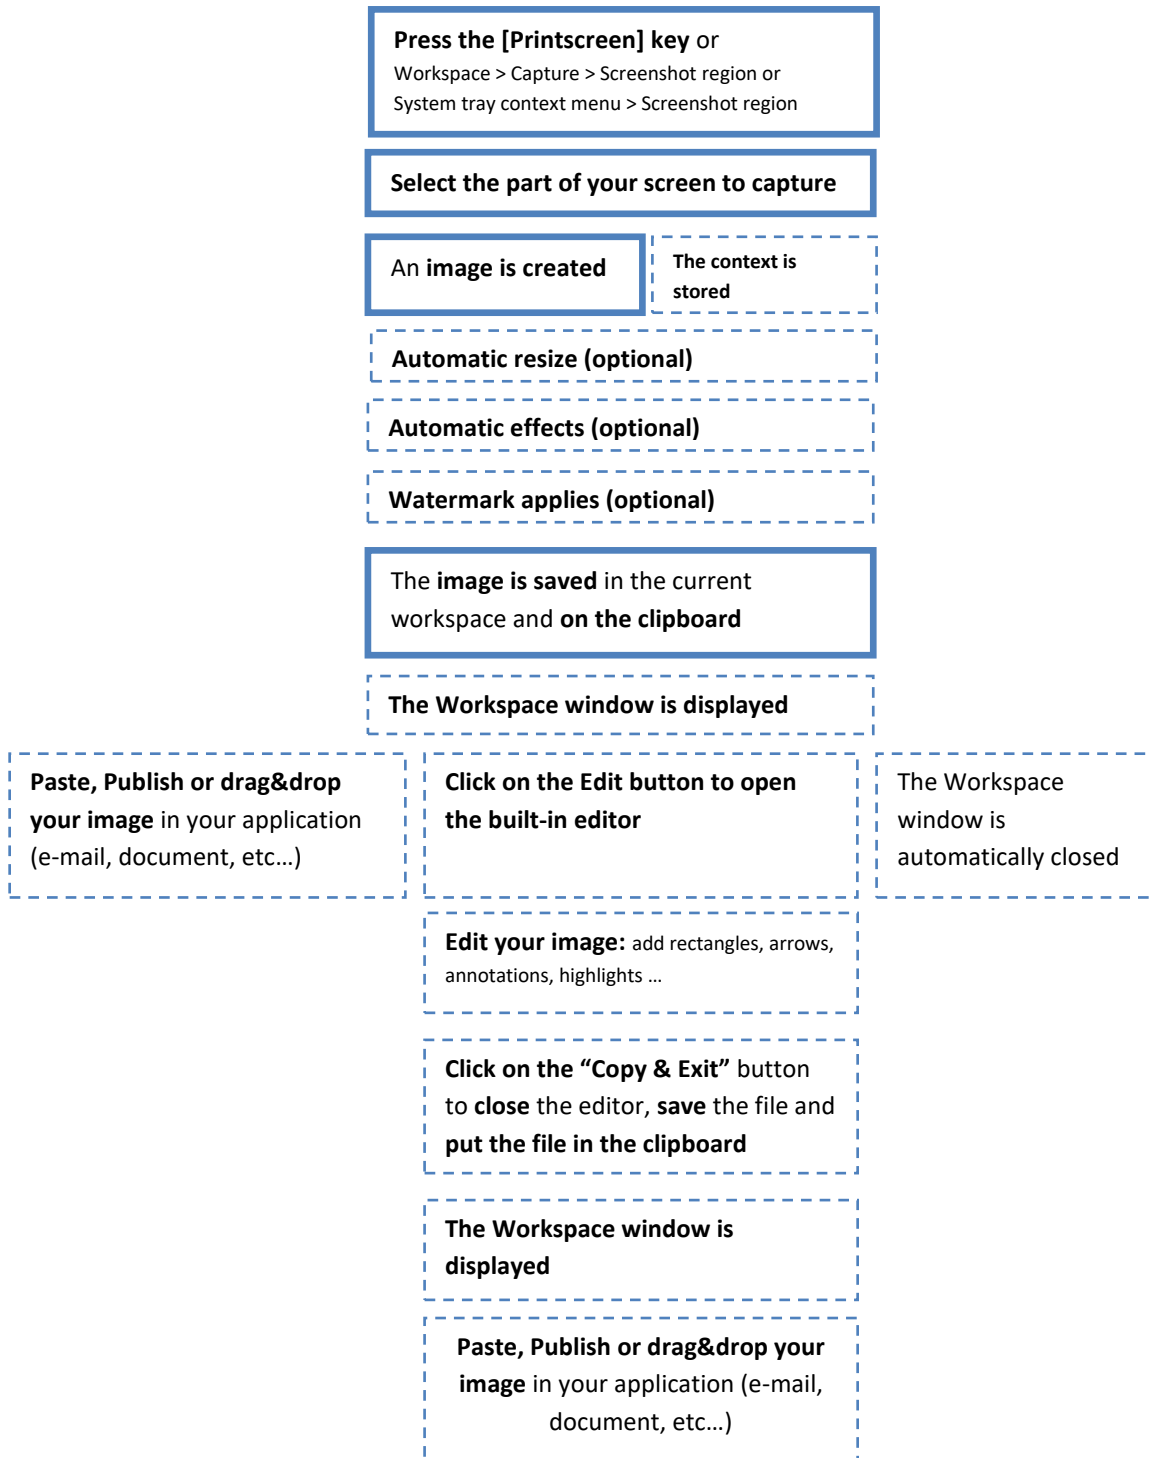 Press the [Printscreen] key or
Workspace > Capture > Screenshot region or
System tray context menu > Screenshot region
Select the part of your screen to capture
An image is created
The context is
stored
Automatic resize (optional)
Automatic effects (optional)
Watermark applies (optional)
The image is saved in the current
workspace and on the clipboard
The Workspace window is displayed
Paste, Publish or drag&drop
your image in your application
(e-mail, document, etc…)
Click on the Edit button to open
the built-in editor
The Workspace
window is
automatically closed
Edit your image: add rectangles, arrows,
annotations, highlights …
Click on the “Copy & Exit” button
to close the editor, save the file and
put the file in the clipboard
The Workspace window is
displayed
Paste, Publish or drag&drop your
image in your application (e-mail,
document, etc…)